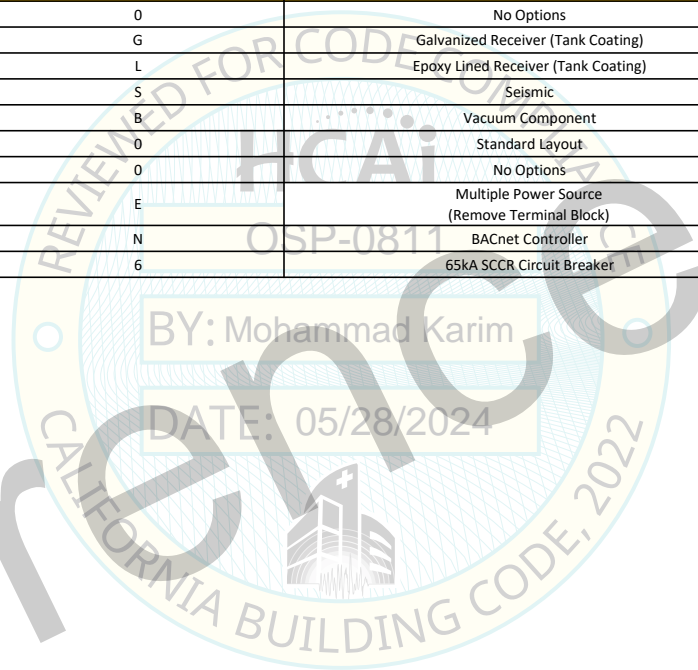 0 No Options
G Galvanized Receiver (Tank Coating)
L Epoxy Lined Receiver (Tank Coating)
S Seismic
B Vacuum Component
0 Standard Layout
0 No Options
E Multiple Power Source
(Remove Terminal Block)
N BACnet Controller
6 65kA SCCR Circuit Breaker
REVIEWED FOR CODE COMPLIANCE
HCAi
OSP-0811
BY: Mohammad Karim
DATE: 05/28/2024
CALIFORNIA BUILDING CODE, 2022
rence